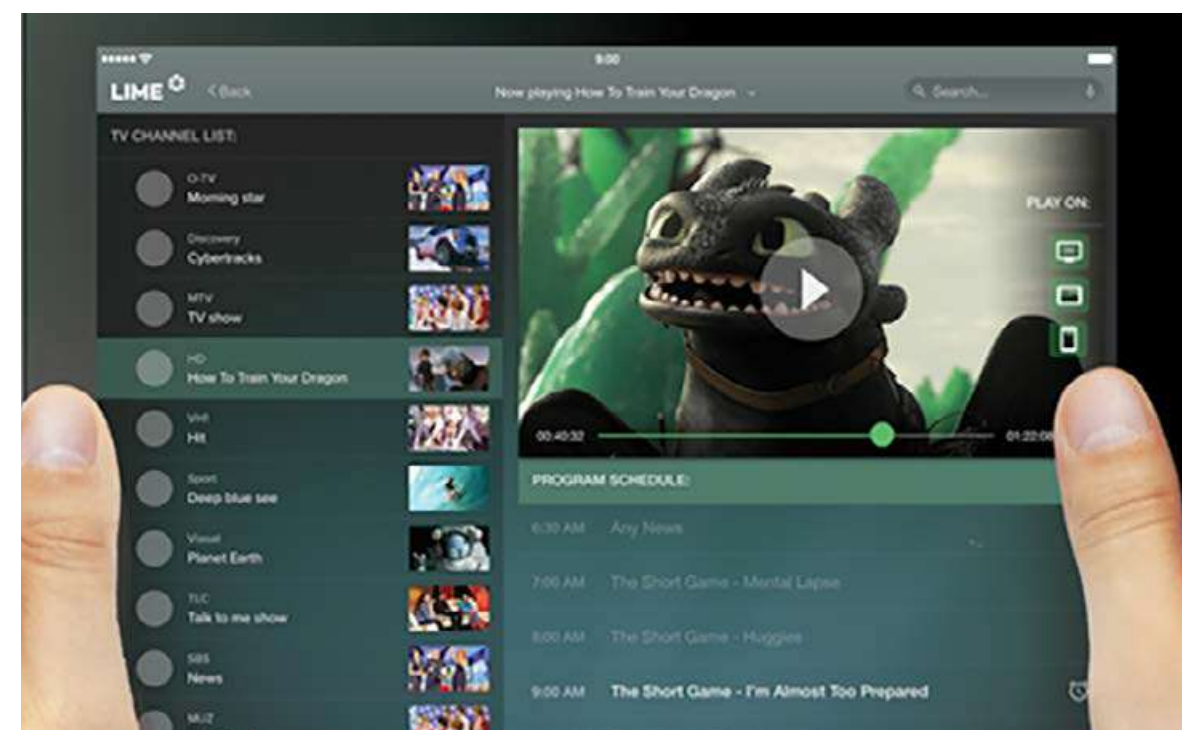 9:00
LIME
< Back
Now playing How To Train Your Dragon
Search...
TV CHANNEL LIST:
O-TV
Morning star
Discovery
Cybertracks
MTV
TV show
HD
How To Train Your Dragon
VH1
Hit
Sport
Deep blue see
Viasat
Planet Earth
TLC
Talk to me show
SBS
News
MUZ
PLAY ON:
00:40:32
01:22:08
PROGRAM SCHEDULE:
6:30 AM Any News
7:00 AM The Short Game - Mental Lapse
8:00 AM The Short Game - Huggies
9:00 AM The Short Game - I'm Almost Too Prepared